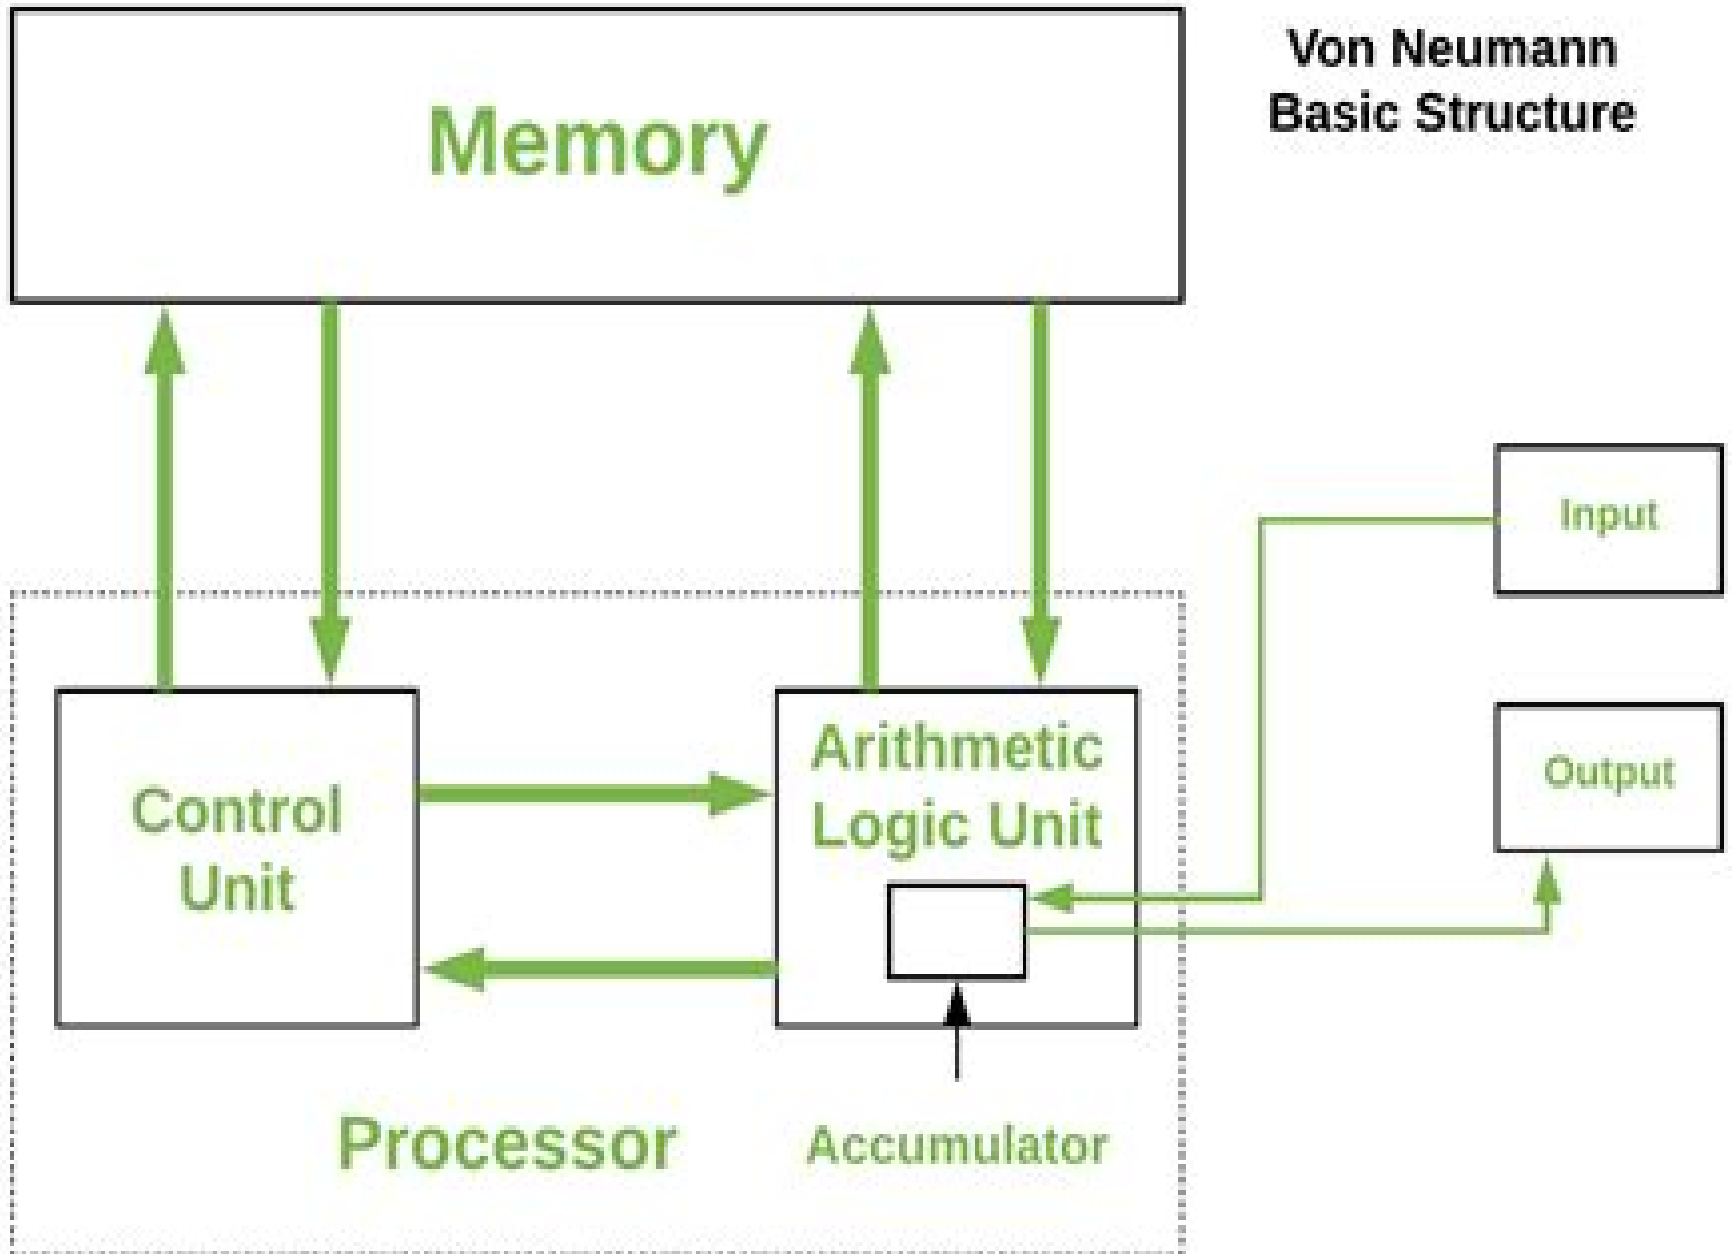 Von Neumann
Basic Structure
Memory
Input
Output
Control
Unit
Arithmetic
Logic Unit
Processor
Accumulator